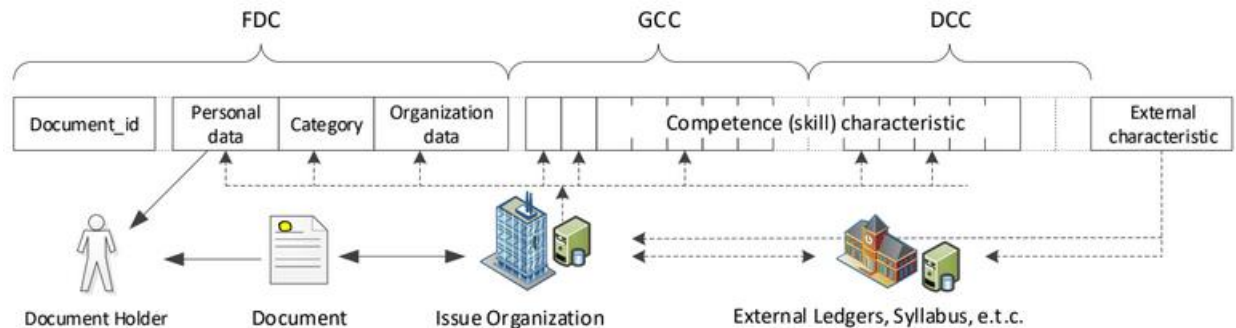 FDC GCC DCC
Document_id
Personal
data
Category
Organization
data
Competence (skill) characteristic
External
characteristic
Document Holder
Document
Issue Organization
External Ledgers, Syllabus, e.t.c.